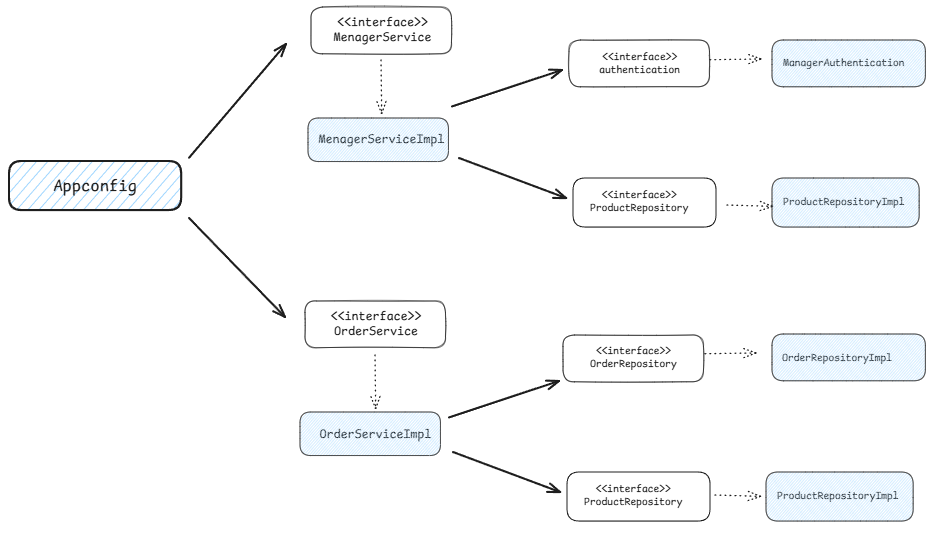 <<interface>>
MenagerService
<<interface>>
authentication
ManagerAuthentication
MenagerServiceImpl
Appconfig
<<interface>>
ProductRepository
ProductRepositoryImpl
<<interface>>
OrderService
<<interface>>
OrderRepository
OrderRepositoryImpl
OrderServiceImpl
<<interface>>
ProductRepository
ProductRepositoryImpl